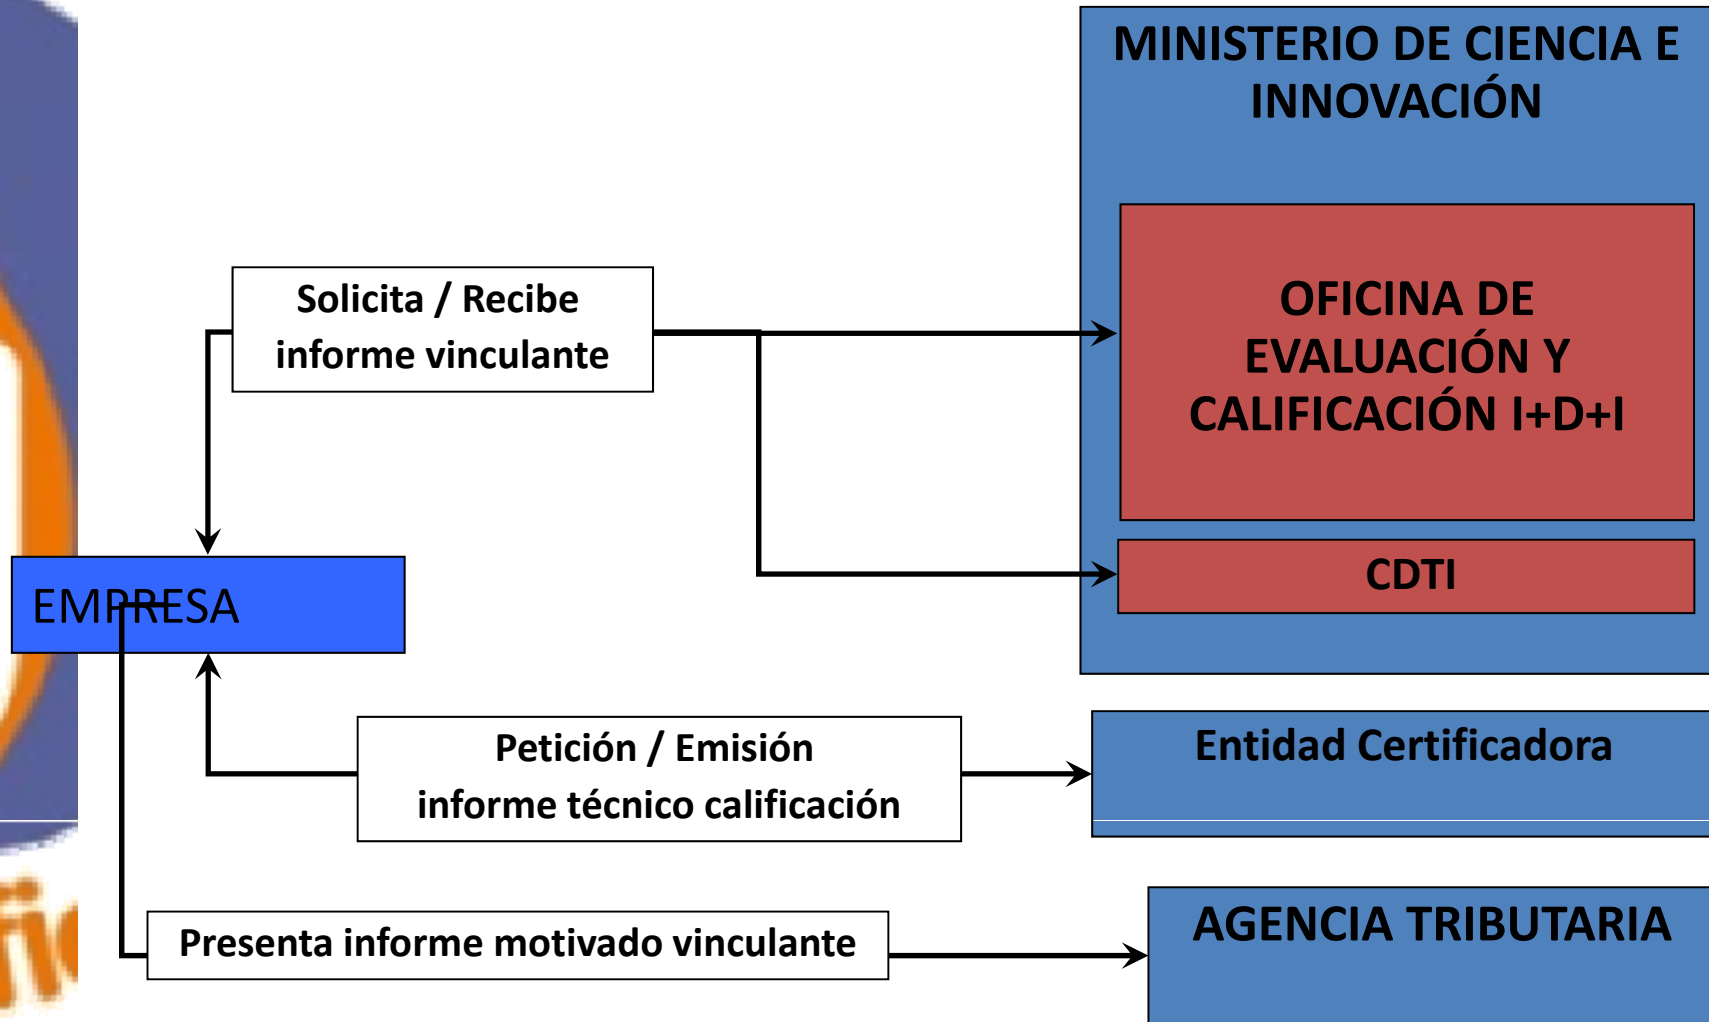 MINISTERIO DE CIENCIA E
INNOVACIÓN
OFICINA DE
EVALUACIÓN Y
CALIFICACIÓN I+D+I
CDTI
Solicita / Recibe
informe vinculante
EMPRESA
Petición / Emisión
informe técnico calificación
Entidad Certificadora
Presenta informe motivado vinculante
AGENCIA TRIBUTARIA